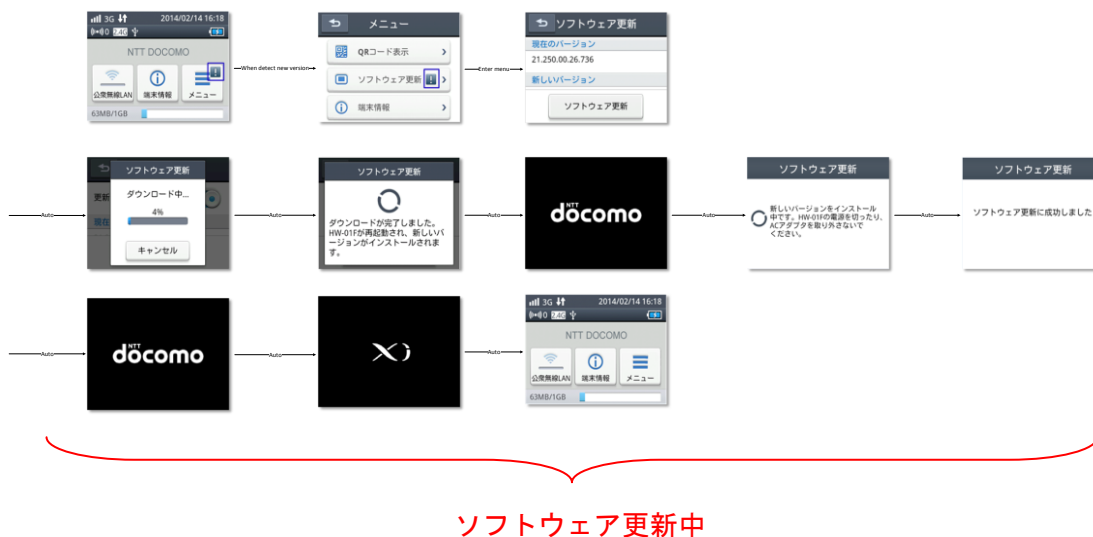 3G 2014/02/14 16:18
0 2.4G
NTT DOCOMO
公衆無線LAN 端末情報 メニュー
63MB/1GB
When detect new version
メニュー
QRコード表示
ソフトウェア更新
端末情報
Enter menu
ソフトウェア更新
現在のバージョン
21.250.00.26.736
新しいバージョン
ソフトウェア更新
Auto
更新
現在
ソフトウェア更新
ダウンロード中...
4%
キャンセル
Auto
ソフトウェア更新
ダウンロードが完了しました。
HW-01Fが再起動され、新しいバ
ージョンがインストールされま
す。
Auto
NTT
döcomo
Auto
ソフトウェア更新
新しいバージョンをインストール
中です。HW-01Fの電源を切ったり、
ACアダプタを取り外さないで
ください。
Auto
ソフトウェア更新
ソフトウェア更新に成功しました
Auto
NTT
döcomo
Auto
Xi
Auto
3G 2014/02/14 16:18
0 2.4G
NTT DOCOMO
公衆無線LAN 端末情報 メニュー
63MB/1GB
ソフトウェア更新中